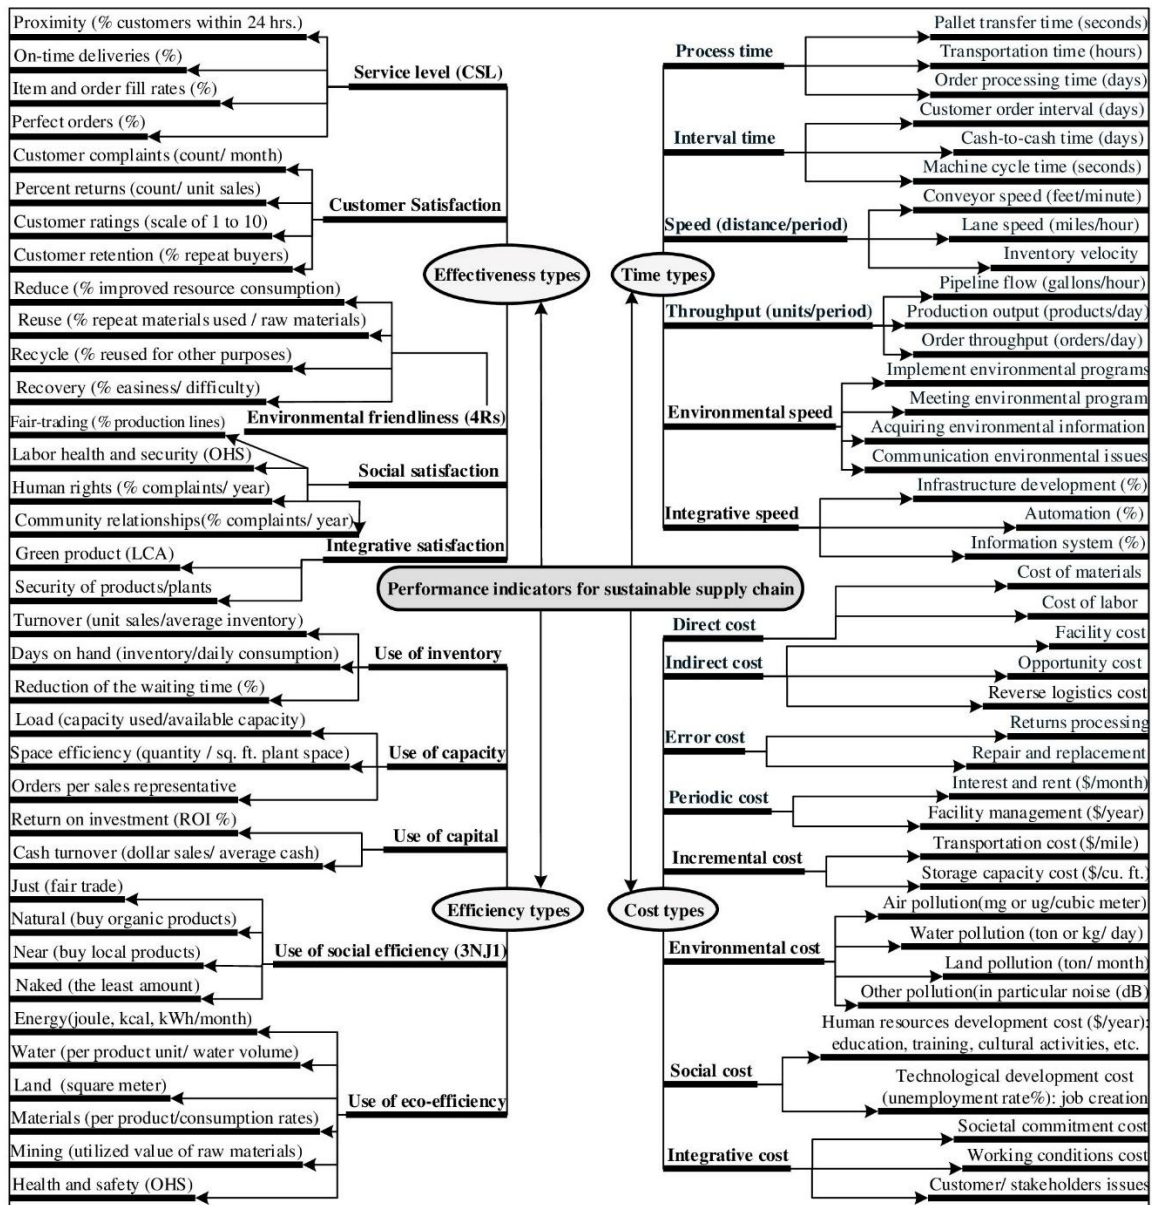 Proximity (% customers within 24 hrs.)
On-time deliveries (%)
Item and order fill rates (%)
Perfect orders (%)
Service level (CSL)
Customer complaints (count/ month)
Percent returns (count/ unit sales)
Customer ratings (scale of 1 to 10)
Customer retention (% repeat buyers
Customer Satisfaction
Effectiveness types
Reduce (% improved resource consumption)
Reuse (% repeat materials used / raw materials)
Recycle (% reused for other purposes)
Recovery (% easiness/ difficulty)
Environmental friendliness (4Rs)
Fair-trading (% production lines)
Labor health and security (OHS)
Human rights (% complaints/ year)
Community relationships(% complaints/ year)
Social satisfaction
Green product (LCA)
Security of products/plants
Integrative satisfaction
Performance indicators for sustainable supply chain
Turnover (unit sales/average inventory)
Days on hand (inventory/daily consumption)
Reduction of the waiting time (%)
Use of inventory
Load (capacity used/available capacity)
Space efficiency (quantity / sq. ft. plant space)
Orders per sales representative
Use of capacity
Return on investment (ROI %)
Cash turnover (dollar sales/ average cash)
Use of capital
Efficiency types
Just (fair trade)
Natural (buy organic products)
Near (buy local products)
Naked (the least amount)
Use of social efficiency (3NJ1)
Energy(joule, kcal, kWh/month)
Water (per product unit/ water volume)
Land (square meter)
Materials (per product/consumption rates)
Mining (utilized value of raw materials)
Health and safety (OHS)
Use of eco-efficiency
Process time
Pallet transfer time (seconds)
Transportation time (hours)
Order processing time (days)
Interval time
Customer order interval (days)
Cash-to-cash time (days)
Machine cycle time (seconds)
Speed (distance/period)
Conveyor speed (feet/minute)
Lane speed (miles/hour)
Inventory velocity
Time types
Throughput (units/period)
Pipeline flow (gallons/hour)
Production output (products/day)
Order throughput (orders/day)
Environmental speed
Implement environmental programs
Meeting environmental program
Acquiring environmental information
Communication environmental issues
Integrative speed
Infrastructure development (%)
Automation (%)
Information system (%)
Direct cost
Cost of materials
Cost of labor
Indirect cost
Facility cost
Opportunity cost
Reverse logistics cost
Error cost
Returns processing
Repair and replacement
Periodic cost
Interest and rent ($/month)
Facility management ($/year)
Incremental cost
Transportation cost ($/mile)
Storage capacity cost ($/cu. ft.)
Cost types
Environmental cost
Air pollution(mg or ug/cubic meter)
Water pollution (ton or kg/ day)
Land pollution (ton/ month)
Other pollution(in particular noise (dB)
Social cost
Human resources development cost ($/year):
education, training, cultural activities, etc.
Technological development cost
(unemployment rate%): job creation
Integrative cost
Societal commitment cost
Working conditions cost
Customer/ stakeholders issues